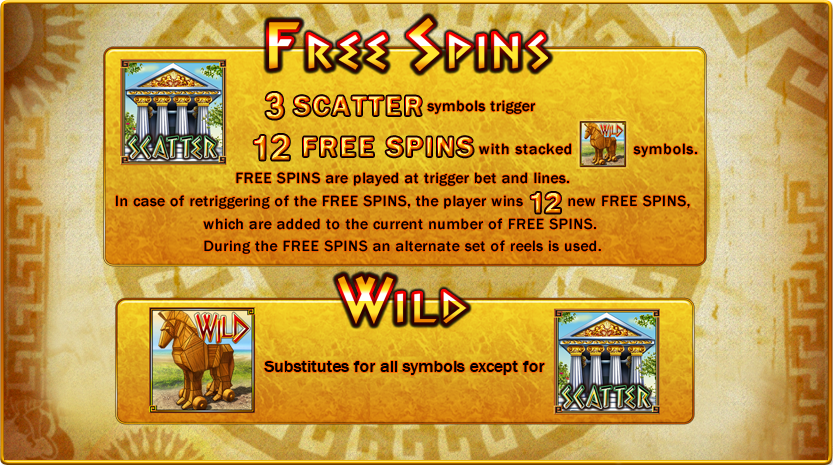 FREE SPINS
SCATTER
3 SCATTER symbols trigger
12 FREE SPINS with stacked WILD symbols.
FREE SPINS are played at trigger bet and lines.
In case of retriggering of the FREE SPINS, the player wins 12 new FREE SPINS,
which are added to the current number of FREE SPINS.
During the FREE SPINS an alternate set of reels is used.
WILD
WILD
Substitutes for all symbols except for
SCATTER